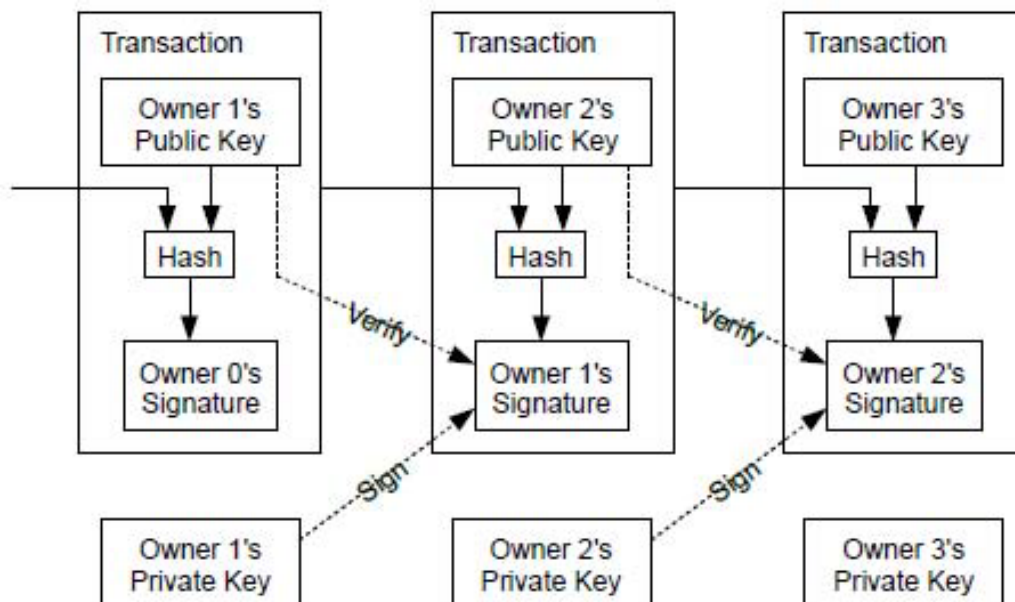 Transaction
Owner 1's
Public Key
Hash
Owner 0's
Signature
Transaction
Owner 2's
Public Key
Hash
Verify
Owner 1's
Signature
Transaction
Owner 3's
Public Key
Hash
Verify
Owner 2's
Signature
Sign
Sign
Owner 1's
Private Key
Owner 2's
Private Key
Owner 3's
Private Key